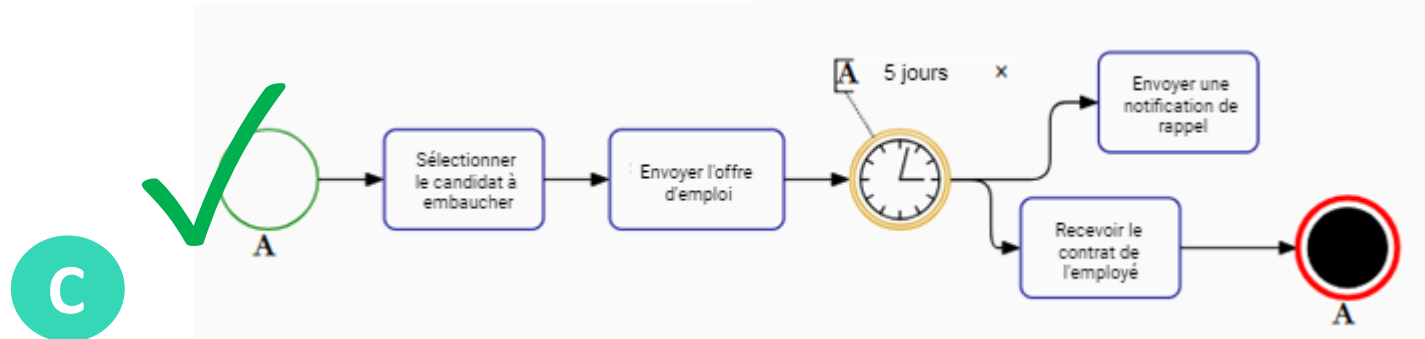 A 5 jours ×
Envoyer une
notification de
rappel
Sélectionner
le candidat à
embaucher
Envoyer l'offre
d'emploi
Recevoir le
contrat de
l'employé
A
A
C